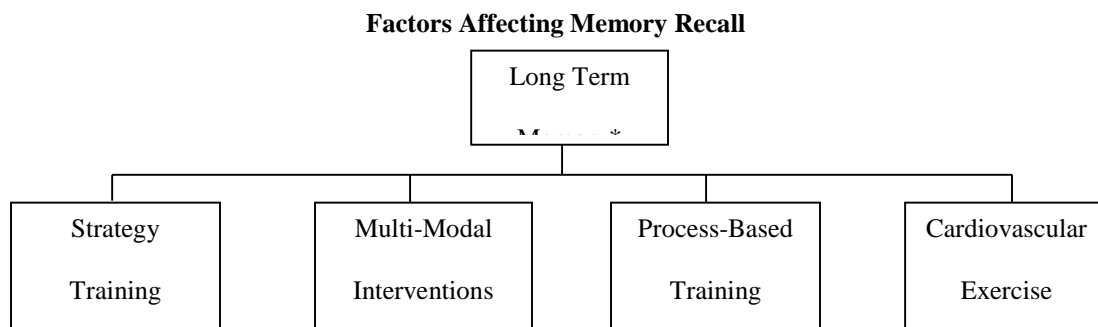 Factors Affecting Memory Recall
Long Term
*
Strategy
Training
Multi-Modal
Interventions
Process-Based
Training
Cardiovascular
Exercise